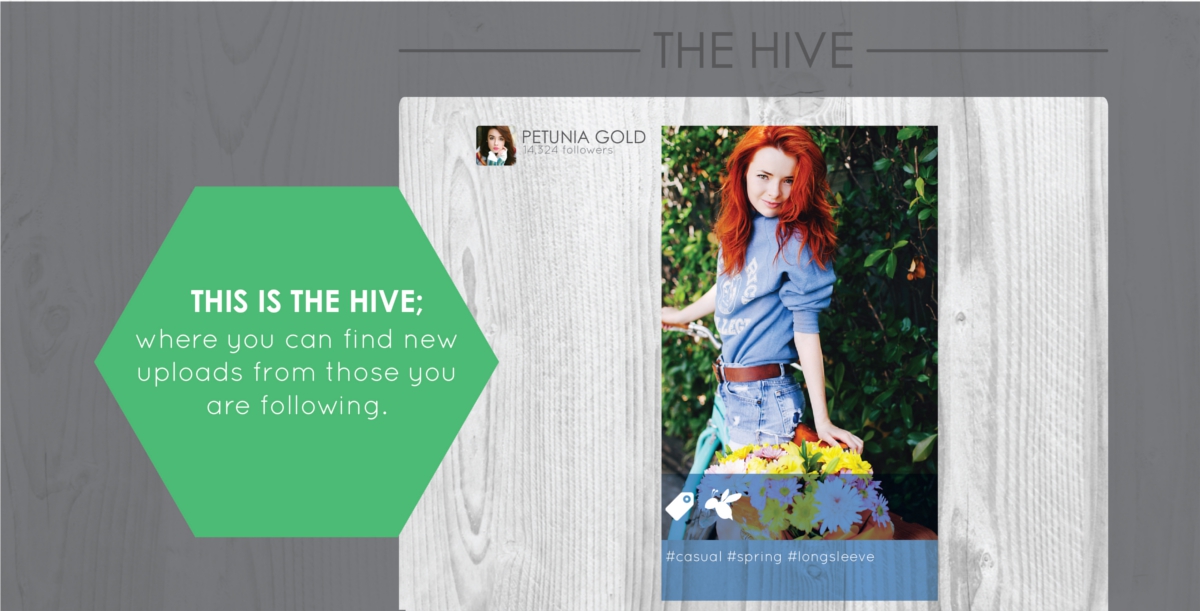 THE HIVE
PETUNIA GOLD
14,324 followers
THIS IS THE HIVE;
where you can find new
uploads from those you
are following.
#casual #spring #longsleeve